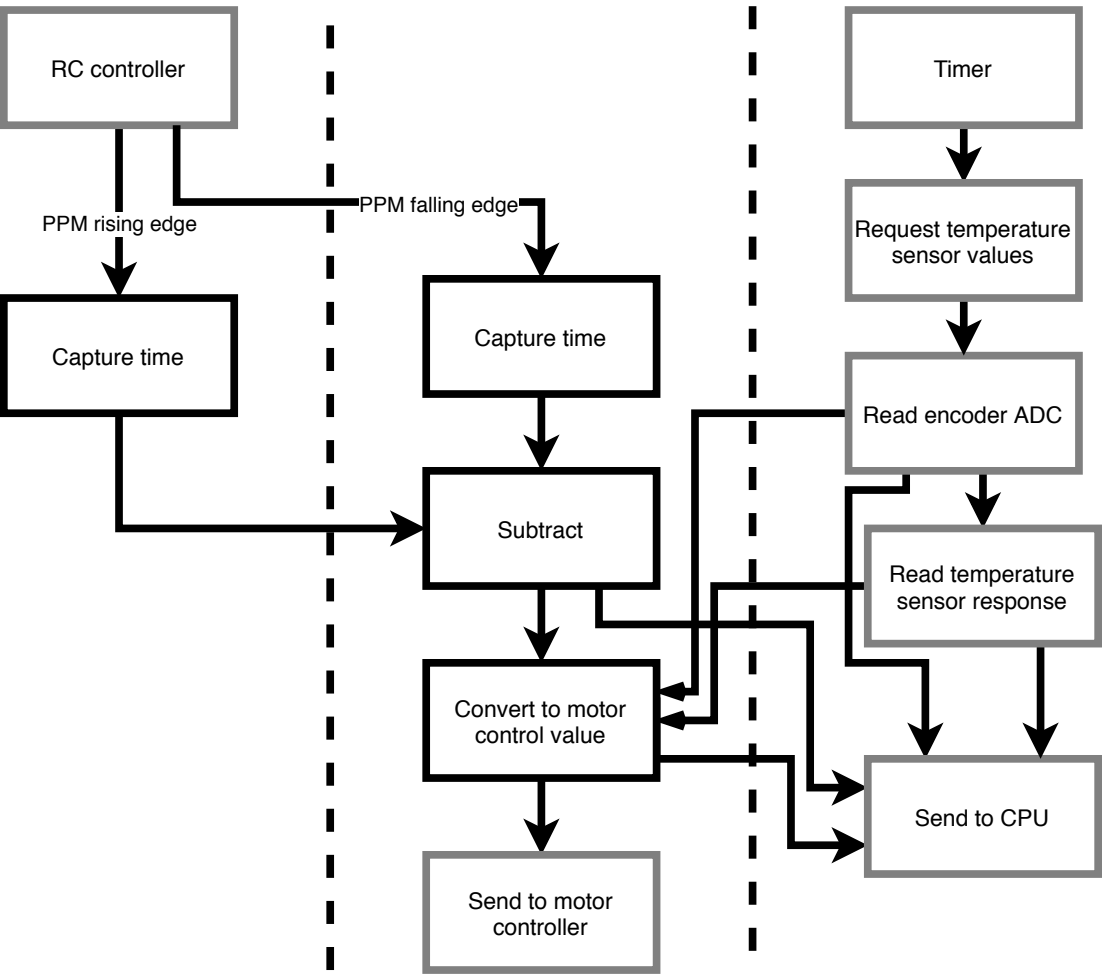 RC controller
Timer
PPM rising edge
PPM falling edge
Request temperature
sensor values
Capture time
Capture time
Read encoder ADC
Subtract
Read temperature
sensor response
Convert to motor
control value
Send to CPU
Send to motor
controller